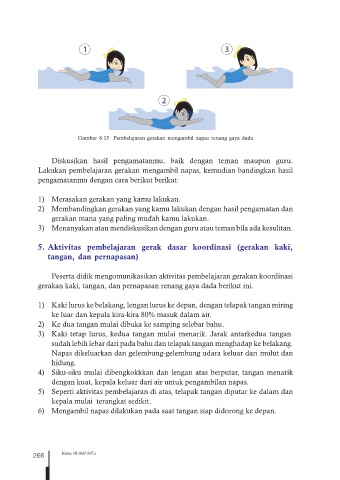 1
3
2
Gambar 8.15 Pembelajaran gerakan mengambil napas renang gaya dada
Diskusikan hasil pengamatanmu, baik dengan teman maupun guru.
Lakukan pembelajaran gerakan mengambil napas, kemudian bandingkan hasil
pengamatanmu dengan cara berikut berikut:
1) Merasakan gerakan yang kamu lakukan.
2) Membandingkan gerakan yang kamu lakukan dengan hasil pengamatan dan
gerakan mana yang paling mudah kamu lakukan.
3) Menanyakan atau mendiskusikan dengan guru atau teman bila ada kesulitan.
5. Aktivitas pembelajaran gerak dasar koordinasi (gerakan kaki,
tangan, dan pernapasan)
Peserta didik mengomunikasikan aktivitas pembelajaran gerakan koordinasi
gerakan kaki, tangan, dan pernapasan renang gaya dada berikut ini.
1) Kaki lurus ke belakang, lengan lurus ke depan, dengan telapak tangan miring
ke luar dan kepala kira-kira 80% masuk dalam air.
2) Ke dua tangan mulai dibuka ke samping selebar bahu.
3) Kaki tetap lurus, kedua tangan mulai menarik. Jarak antarkedua tangan
sudah lebih lebar dari pada bahu dan telapak tangan menghadap ke belakang.
Napas dikeluarkan dan gelembung-gelembung udara keluar dari mulut dan
hidung.
4) Siku-siku mulai dibengkokkkan dan lengan atas berputar, tangan menarik
dengan kuat, kepala keluar dari air untuk pengambilan napas.
5) Seperti aktivitas pembelajaran di atas, telapak tangan diputar ke dalam dan
kepala mulai terangkat sedikit.
6) Mengambil napas dilakukan pada saat tangan siap didorong ke depan.
266
Kelas VII SMP/MTs